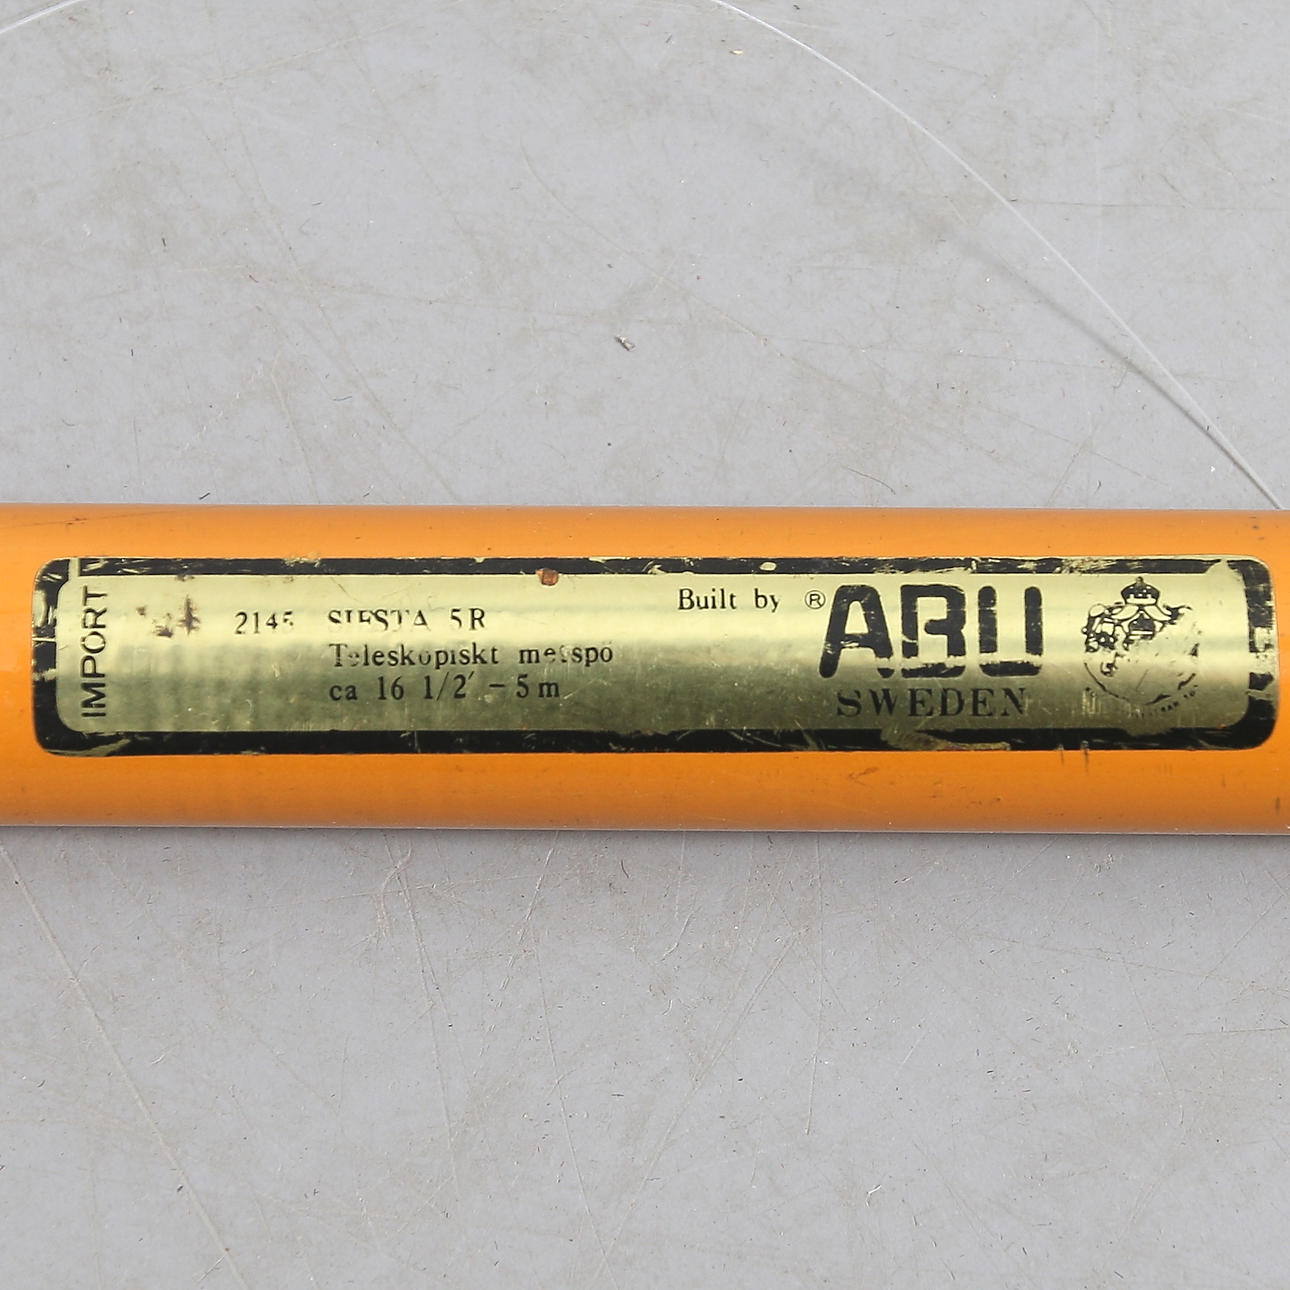 IMPORT
2145 SIESTA 5R
Teleskopiskt metspö
ca 16 1/2′ – 5 m
Built by ® ABU
SWEDEN